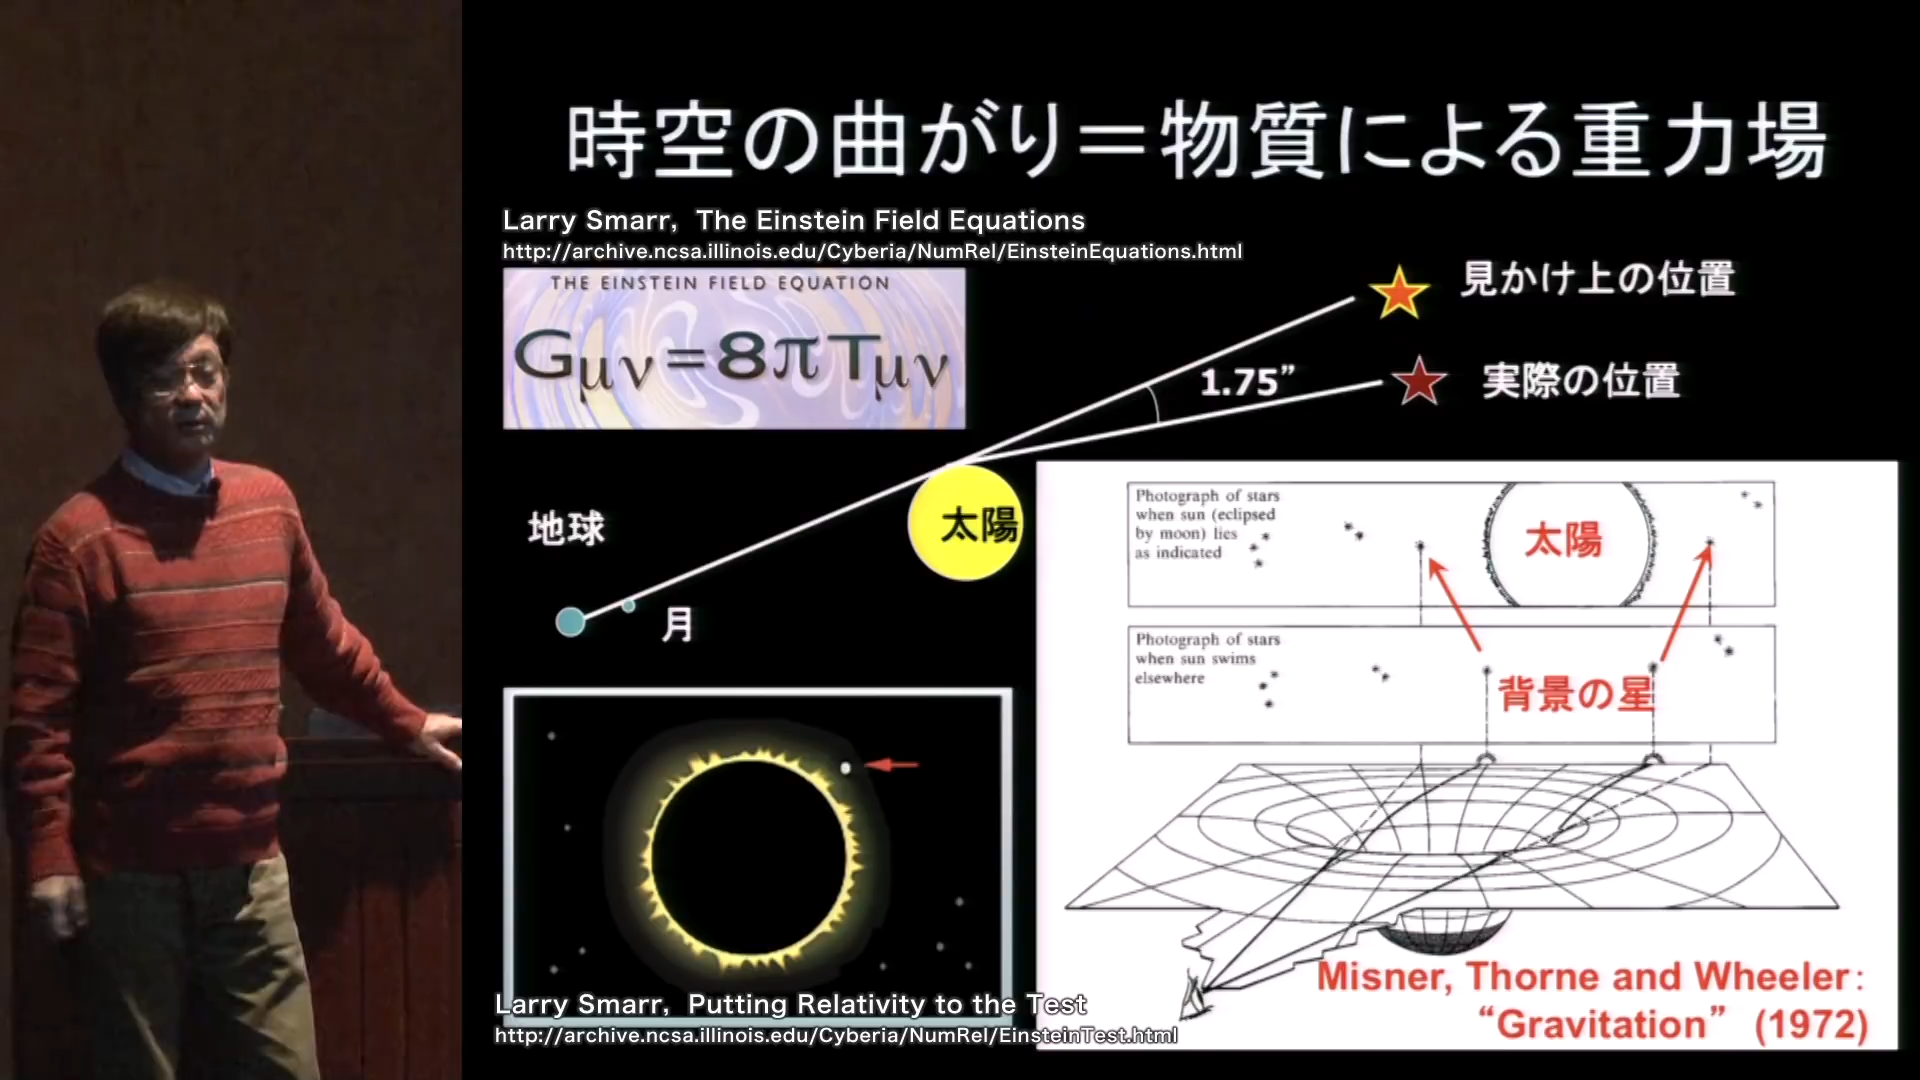 時空の曲がり＝物質による重力場
Larry Smarr, The Einstein Field Equations
http://archive.ncsa.illinois.edu/Cyberia/NumRel/EinsteinEquations.html
THE EINSTEIN FIELD EQUATION
Gμν=8πTμν
見かけ上の位置
1.75”
実際の位置
太陽
地球
月
Photograph of stars
when sun (eclipsed
by moon) lies
as indicated
太陽
Photograph of stars
when sun swims
elsewhere
背景の星
Misner, Thorne and Wheeler:
“Gravitation” (1972)
Larry Smarr, Putting Relativity to the Test
http://archive.ncsa.illinois.edu/Cyberia/NumRel/EinsteinTest.html